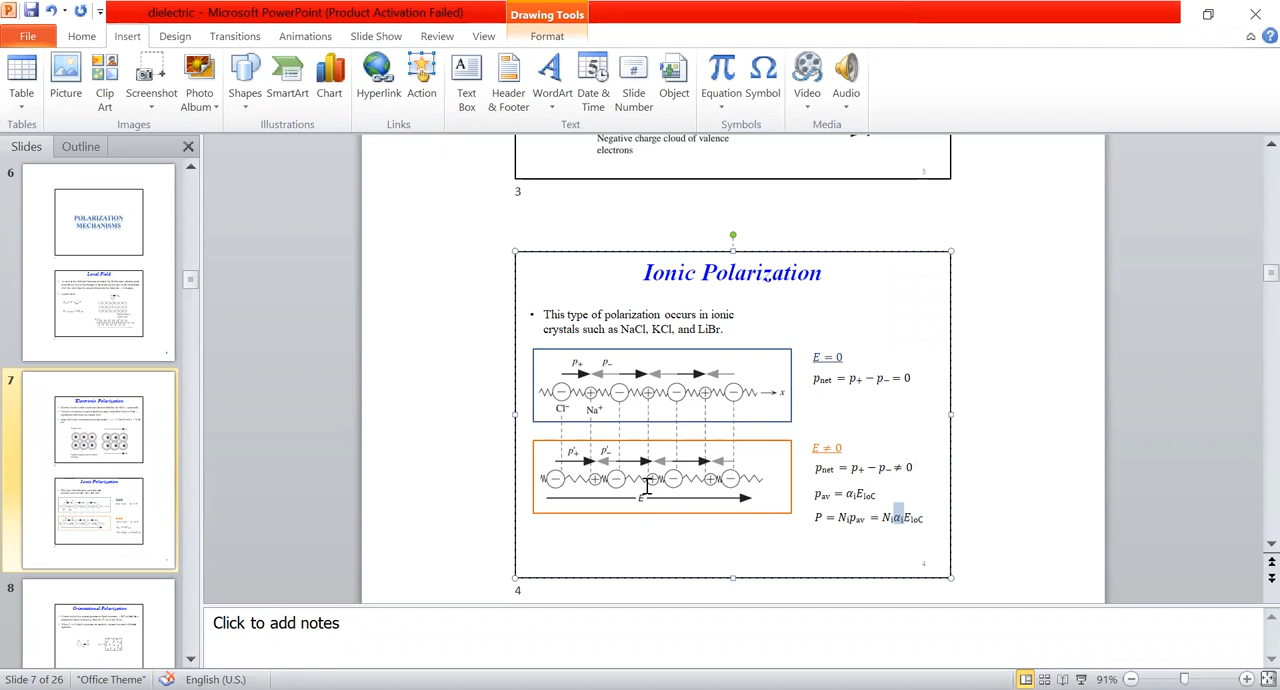 dielectric - Microsoft PowerPoint (Product Activation Failed)
Drawing Tools
File Home Insert Design Transitions Animations Slide Show Review View Format
Table Picture Clip Art Screenshot Photo Album Shapes SmartArt Chart Hyperlink Action Text Box Header & Footer WordArt Date & Time Slide Number Object Equation Symbol Video Audio
Tables Images Illustrations Links Text Symbols Media
Slides Outline
6
POLARIZATION
MECHANISMS
Local Field
7
Electronic Polarization
Ionic Polarization
8
Orientational Polarization
Negative charge cloud of valence
electrons
3
3
Ionic Polarization
• This type of polarization occurs in ionic
crystals such as NaCl, KCl, and LiBr.
p₊ p₋
x
Cl⁻ Na⁺
E = 0
pnet = p₊ − p₋ = 0
p'₊ p'₋
E
E ≠ 0
pnet = p₊ − p₋ ≠ 0
pav = αiEloC
P = Nipav = NiαiEloC
4
4
Click to add notes
Slide 7 of 26 "Office Theme" English (U.S.) 91%